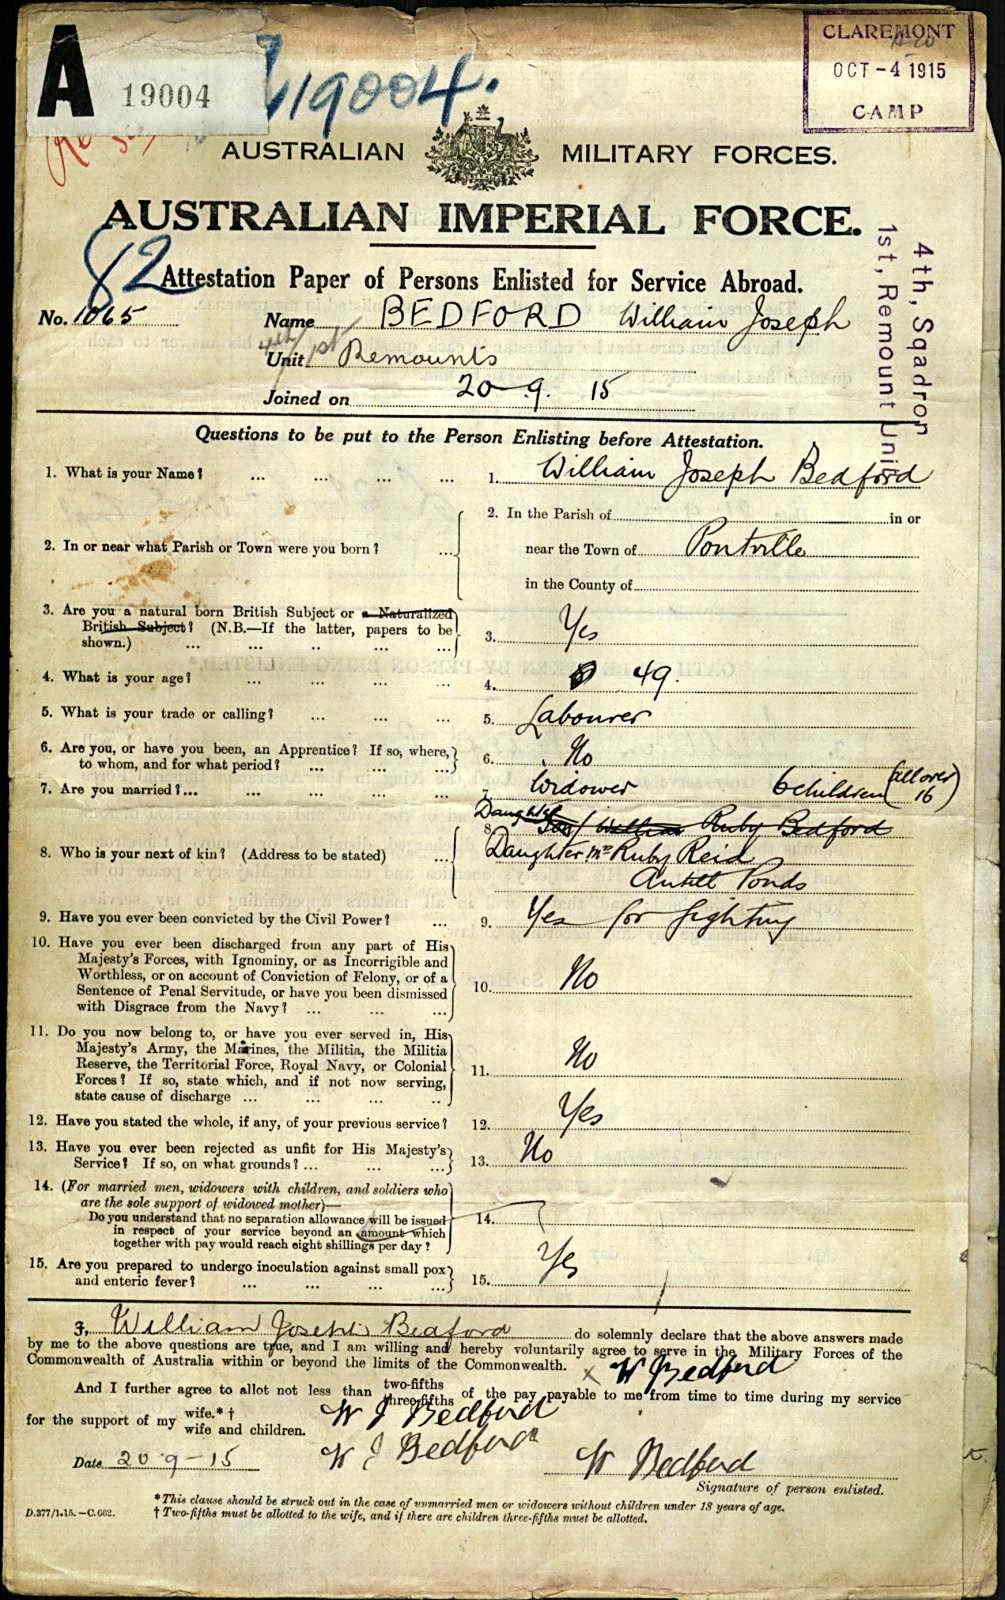 A 19004
19004.
CLAREMONT
OCT -4 1915
CAMP
AUSTRALIAN MILITARY FORCES.
AUSTRALIAN IMPERIAL FORCE.
82
Attestation Paper of Persons Enlisted for Service Abroad.
4th, Sqadron
1st, Remount Unit
No. 1065 Name BEDFORD William Joseph
4th/1st
Unit Remounts
Joined on 20.9.15
Questions to be put to the Person Enlisting before Attestation.
1. What is your Name? ... ... ... ... 1. William Joseph Bedford
2. In the Parish of in or
2. In or near what Parish or Town were you born? ... near the Town of Pontville
in the County of
3. Are you a natural born British Subject or a Naturalized
British Subject? (N.B.—If the latter, papers to be
shown.) ... ... ... ... ... 3. Yes
4. What is your age? ... ... ... ... 4. 49.
5. What is your trade or calling? ... ... ... 5. Labourer
6. Are you, or have you been, an Apprentice? If so, where,
to whom, and for what period? ... ... ... 6. No
7. Are you married?... ... ... ... ... 7. Widower 6 children (all over 16)
8. Daughter Son/ William Ruby Bedford
8. Who is your next of kin? (Address to be stated) ... Daughter Mrs Ruby Reid
Antill Ponds
9. Have you ever been convicted by the Civil Power? ... 9. Yes for fighting
10. Have you ever been discharged from any part of His
Majesty's Forces, with Ignominy, or as Incorrigible and
Worthless, or on account of Conviction of Felony, or of a
Sentence of Penal Servitude, or have you been dismissed
with Disgrace from the Navy? ... ... ... 10. No
11. Do you now belong to, or have you ever served in, His
Majesty's Army, the Marines, the Militia, the Militia
Reserve, the Territorial Force, Royal Navy, or Colonial
Forces? If so, state which, and if not now serving,
state cause of discharge ... ... ... .. 11. No
12. Have you stated the whole, if any, of your previous service? 12. Yes
13. Have you ever been rejected as unfit for His Majesty's
Service? If so, on what grounds? ... ... ... 13. No
14. (For married men, widowers with children, and soldiers who
are the sole support of widowed mother)—
Do you understand that no separation allowance will be issued
in respect of your service beyond an amount which
together with pay would reach eight shillings per day? 14.
15. Are you prepared to undergo inoculation against small pox
and enteric fever? ... ... ... ... 15. Yes
I, William Joseph Bedford do solemnly declare that the above answers made
by me to the above questions are true, and I am willing and hereby voluntarily agree to serve in the Military Forces of the
Commonwealth of Australia within or beyond the limits of the Commonwealth. x W Bedford
And I further agree to allot not less than two-fifths three-fifths of the pay payable to me from time to time during my service
for the support of my wife.*† wife and children. W J Bedford
W J Bedford
Date 20-9-15 W Bedford
Signature of person enlisted.
* This clause should be struck out in the case of unmarried men or widowers without children under 18 years of age.
D.377/1.15.—C.662. † Two-fifths must be allotted to the wife, and if there are children three-fifths must be allotted.